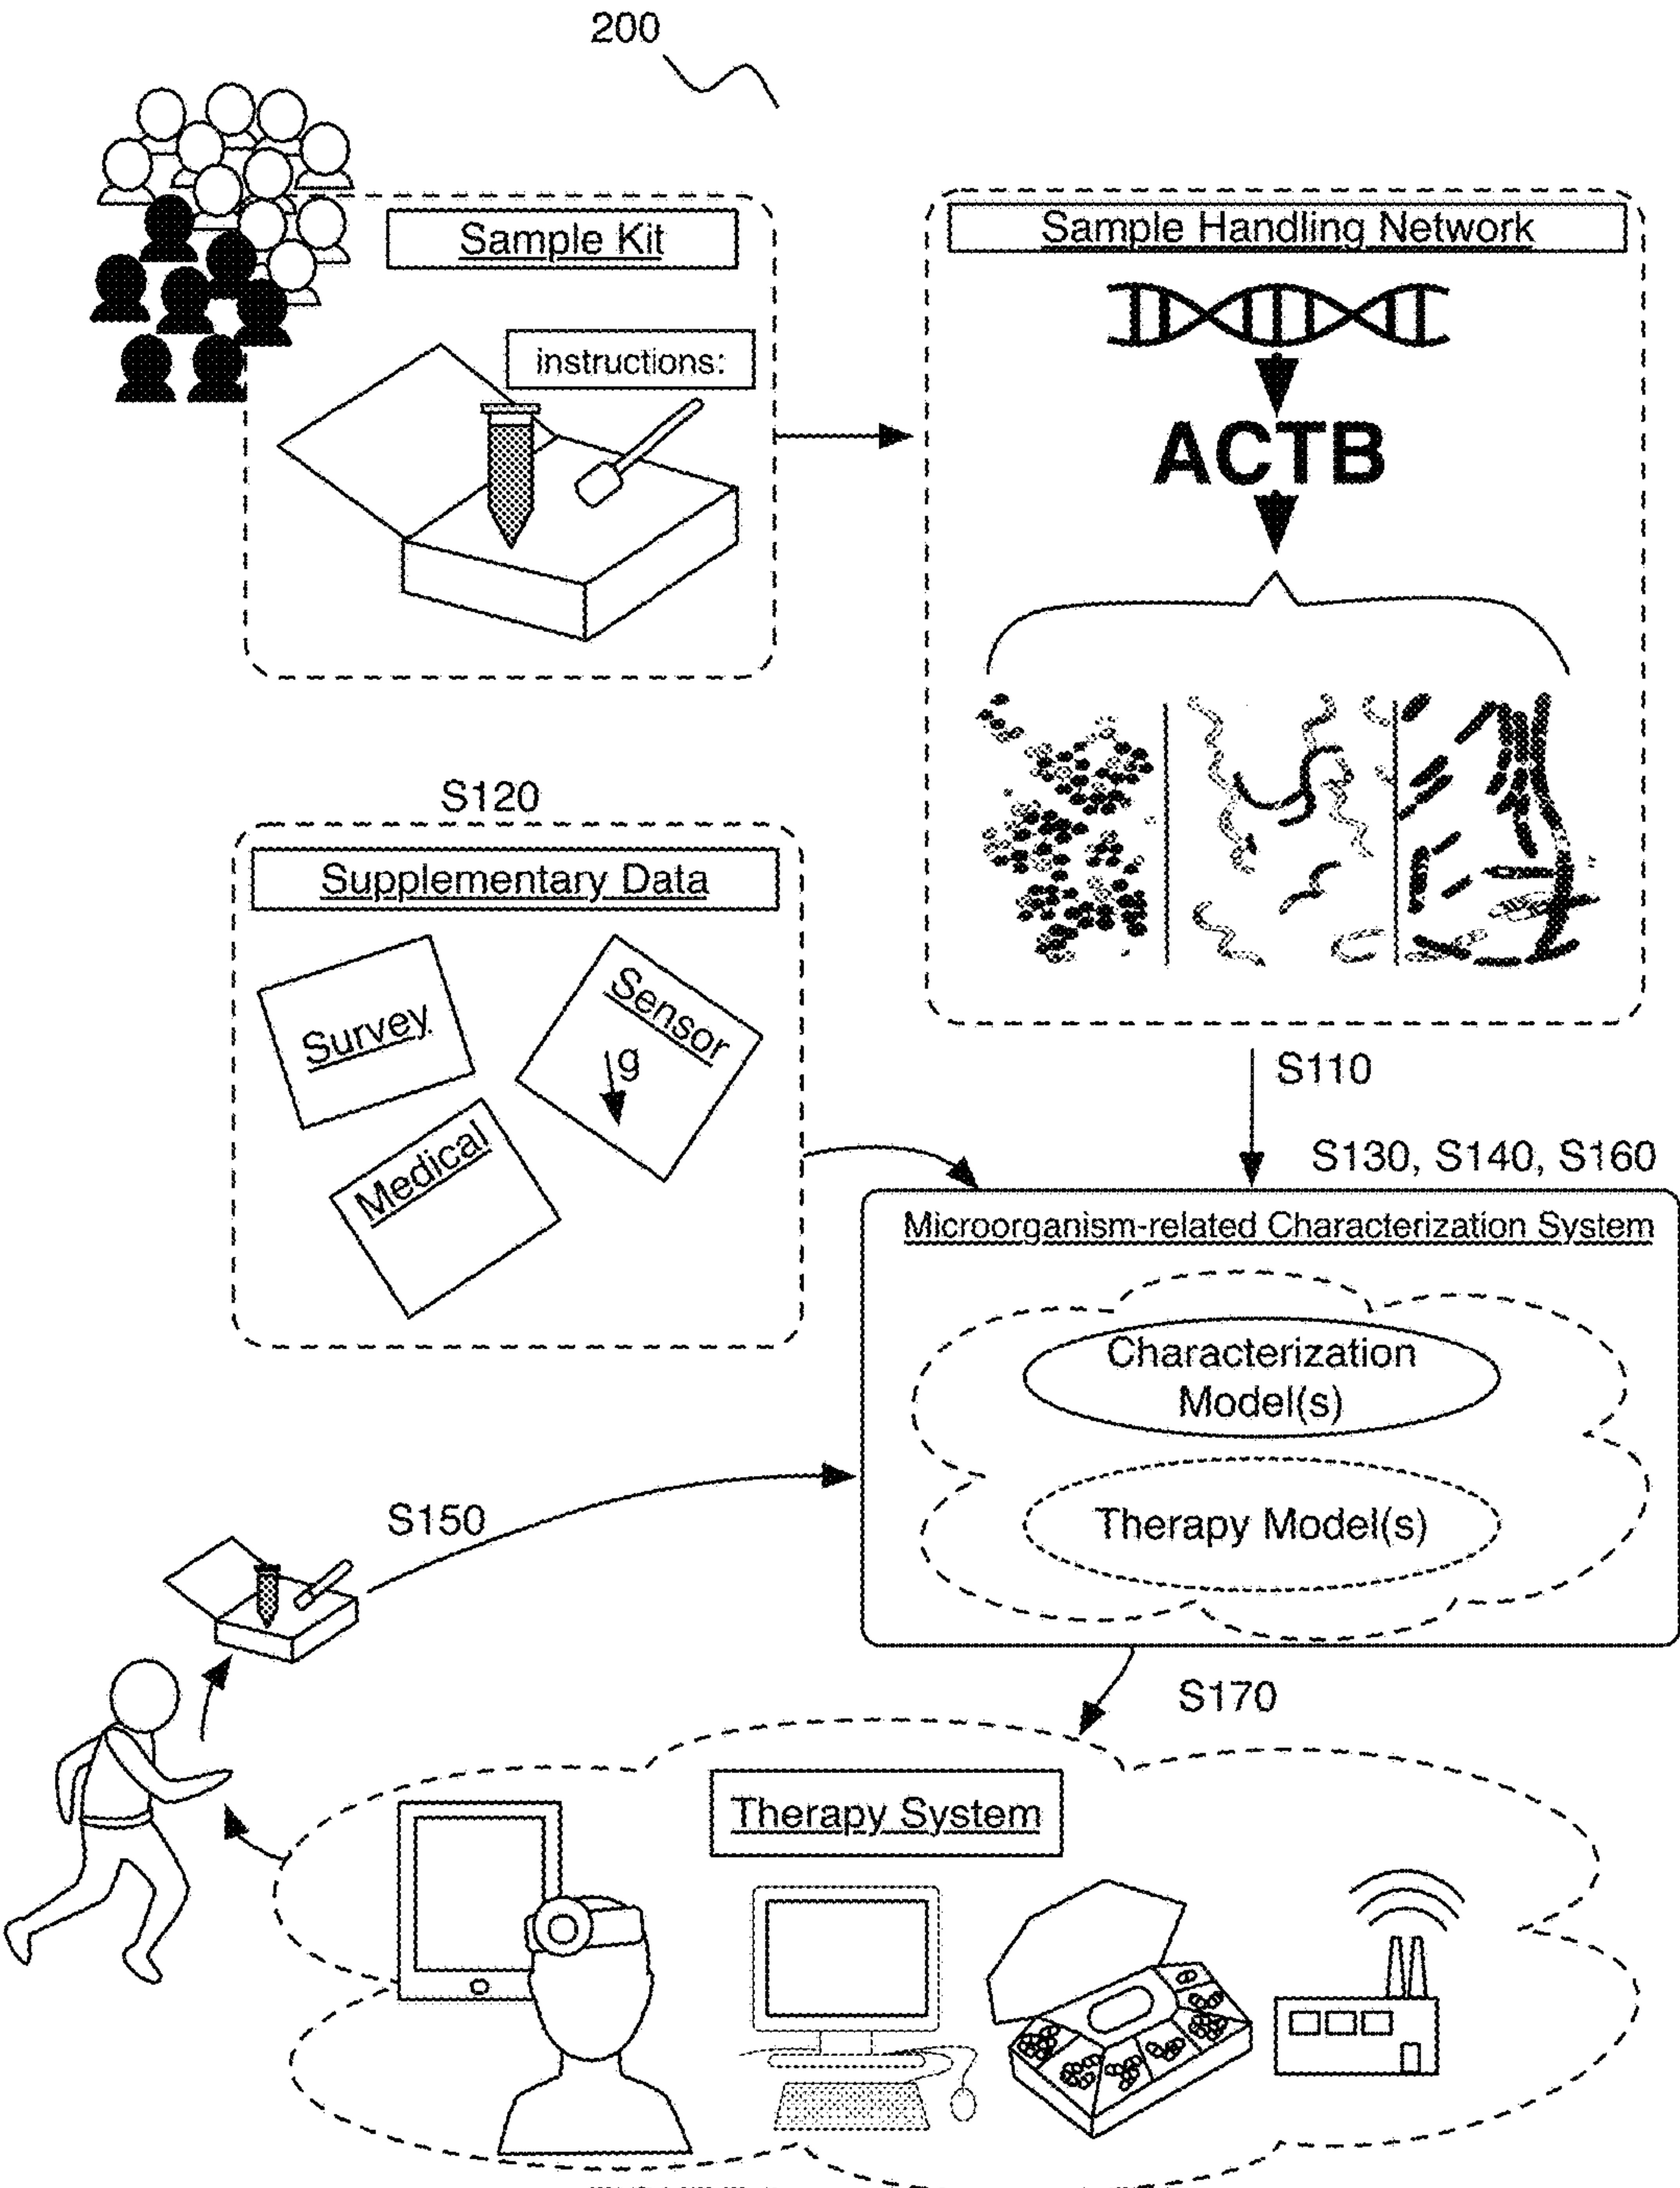 200
Sample Kit
instructions:
Sample Handling Network
ACTB
S120
Supplementary Data
Survey
Sensor
g
Medical
S110
S130, S140, S160
Microorganism-related Characterization System
Characterization
Model(s)
Therapy Model(s)
S150
S170
Therapy System